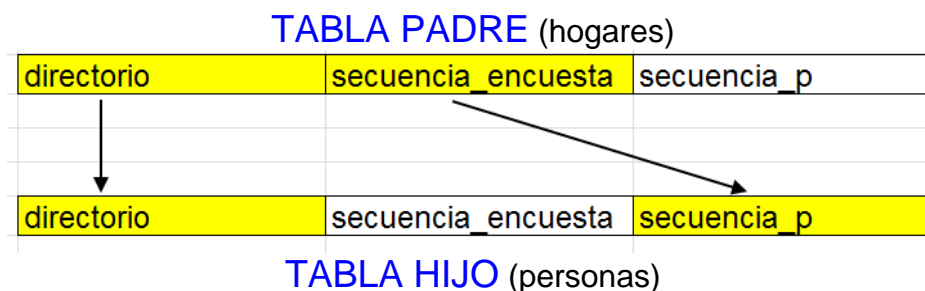 TABLA PADRE (hogares)
directorio secuencia_encuesta secuencia_p
directorio secuencia_encuesta secuencia_p
TABLA HIJO (personas)